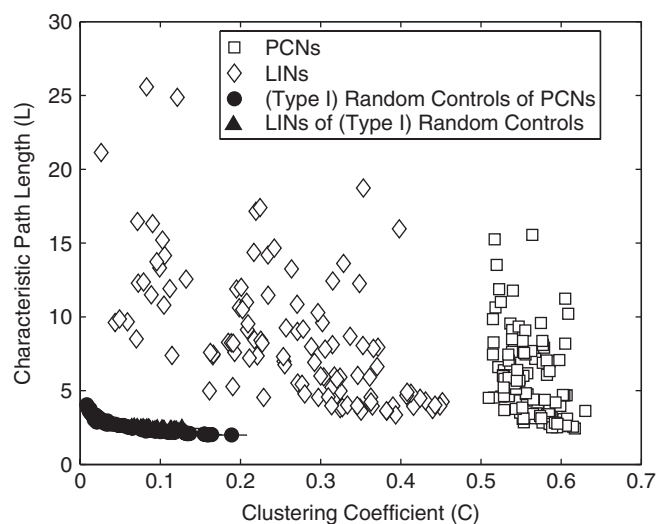 30
25
20
15
10
5
0
Characteristic Path Length (L)
PCNs
LINs
(Type I) Random Controls of PCNs
LINs of (Type I) Random Controls
0
0.1
0.2
0.3
0.4
0.5
0.6
0.7
Clustering Coefficient (C)